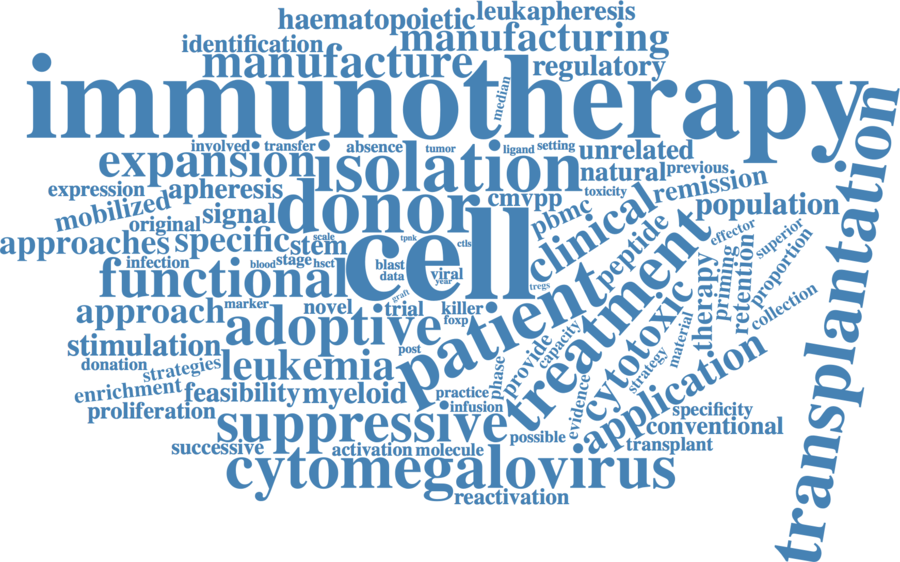 haematopoietic
leukapheresis
identification
manufacturing
manufacture
regulatory
immunotherapy
median
transplantation
involved
transfer
absence
tumor
ligand
setting
unrelated
expansion
isolation
natural
previous
expression
apheresis
donor
cmvpp
toxicity
remission
mobilized
original
signal
pbmc
clinical
population
approaches
specific
stem
scale
cell
tpnk
ctls
peptide
effector
superior
infection
blood
stage
hsct
blast
data
viral
year
tregs
functional
patient
treatment
therapy
priming
retention
proportion
approach
marker
novel
graft
trial
killer
foxp
cytotoxic
material
collection
adoptive
stimulation
post
capacity
strategy
donation
strategies
leukemia
phase
provide
application
enrichment
feasibility
myeloid
practice
evidence
proliferation
infusion
specificity
suppressive
conventional
successive
activation
molecule
possible
transplant
cytomegalovirus
reactivation